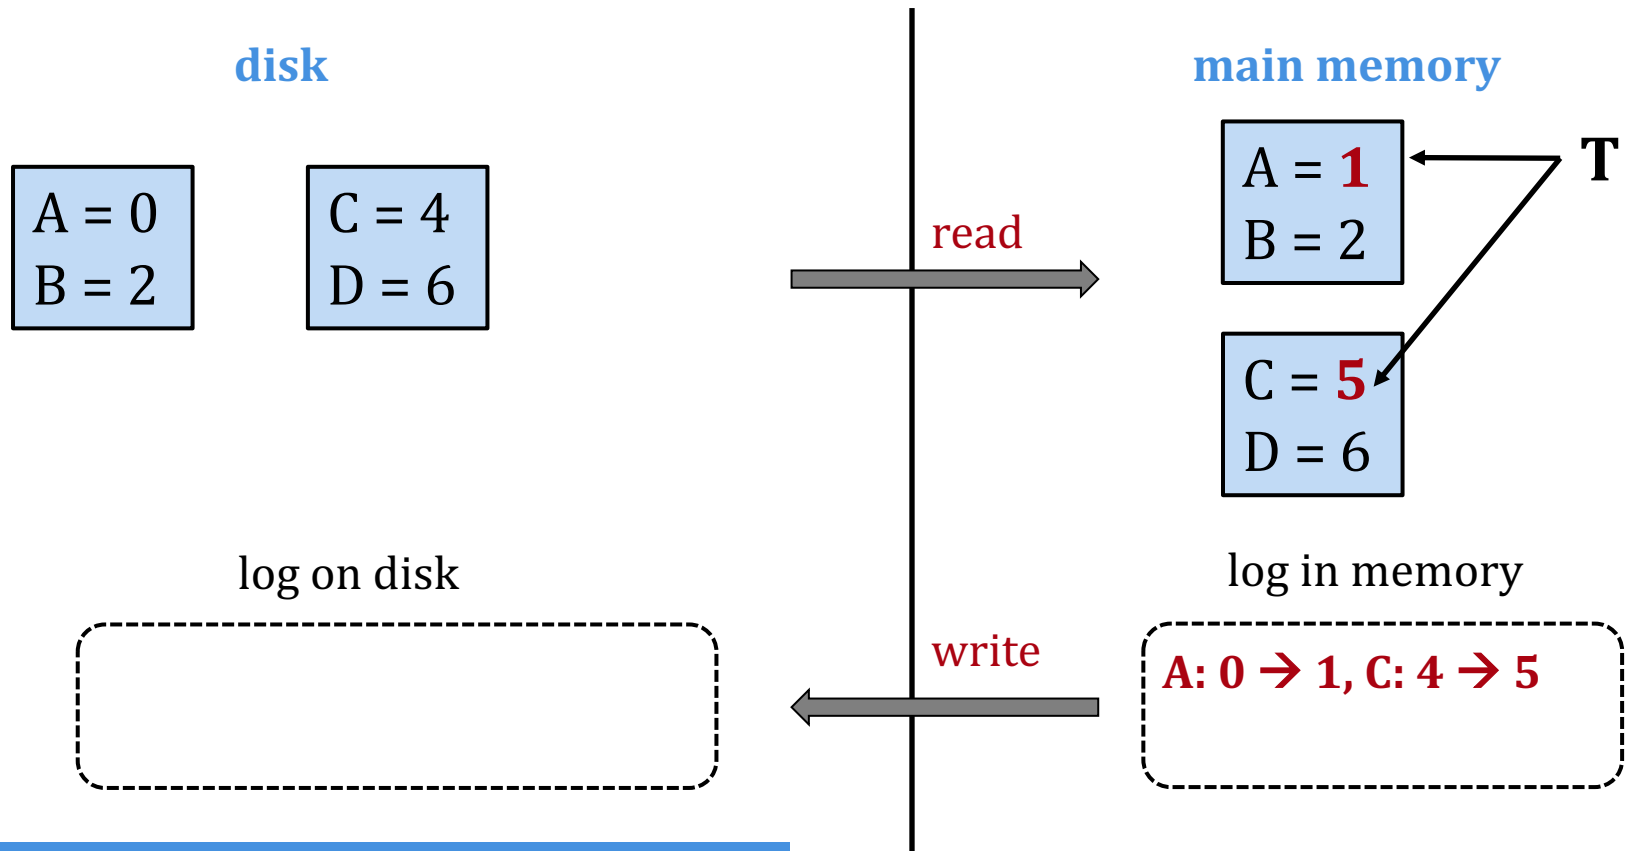 disk
main memory
A = 0
B = 2
C = 4
D = 6
read
A = 1
B = 2
T
C = 5
D = 6
log on disk
log in memory
write
A: 0 → 1, C: 4 → 5